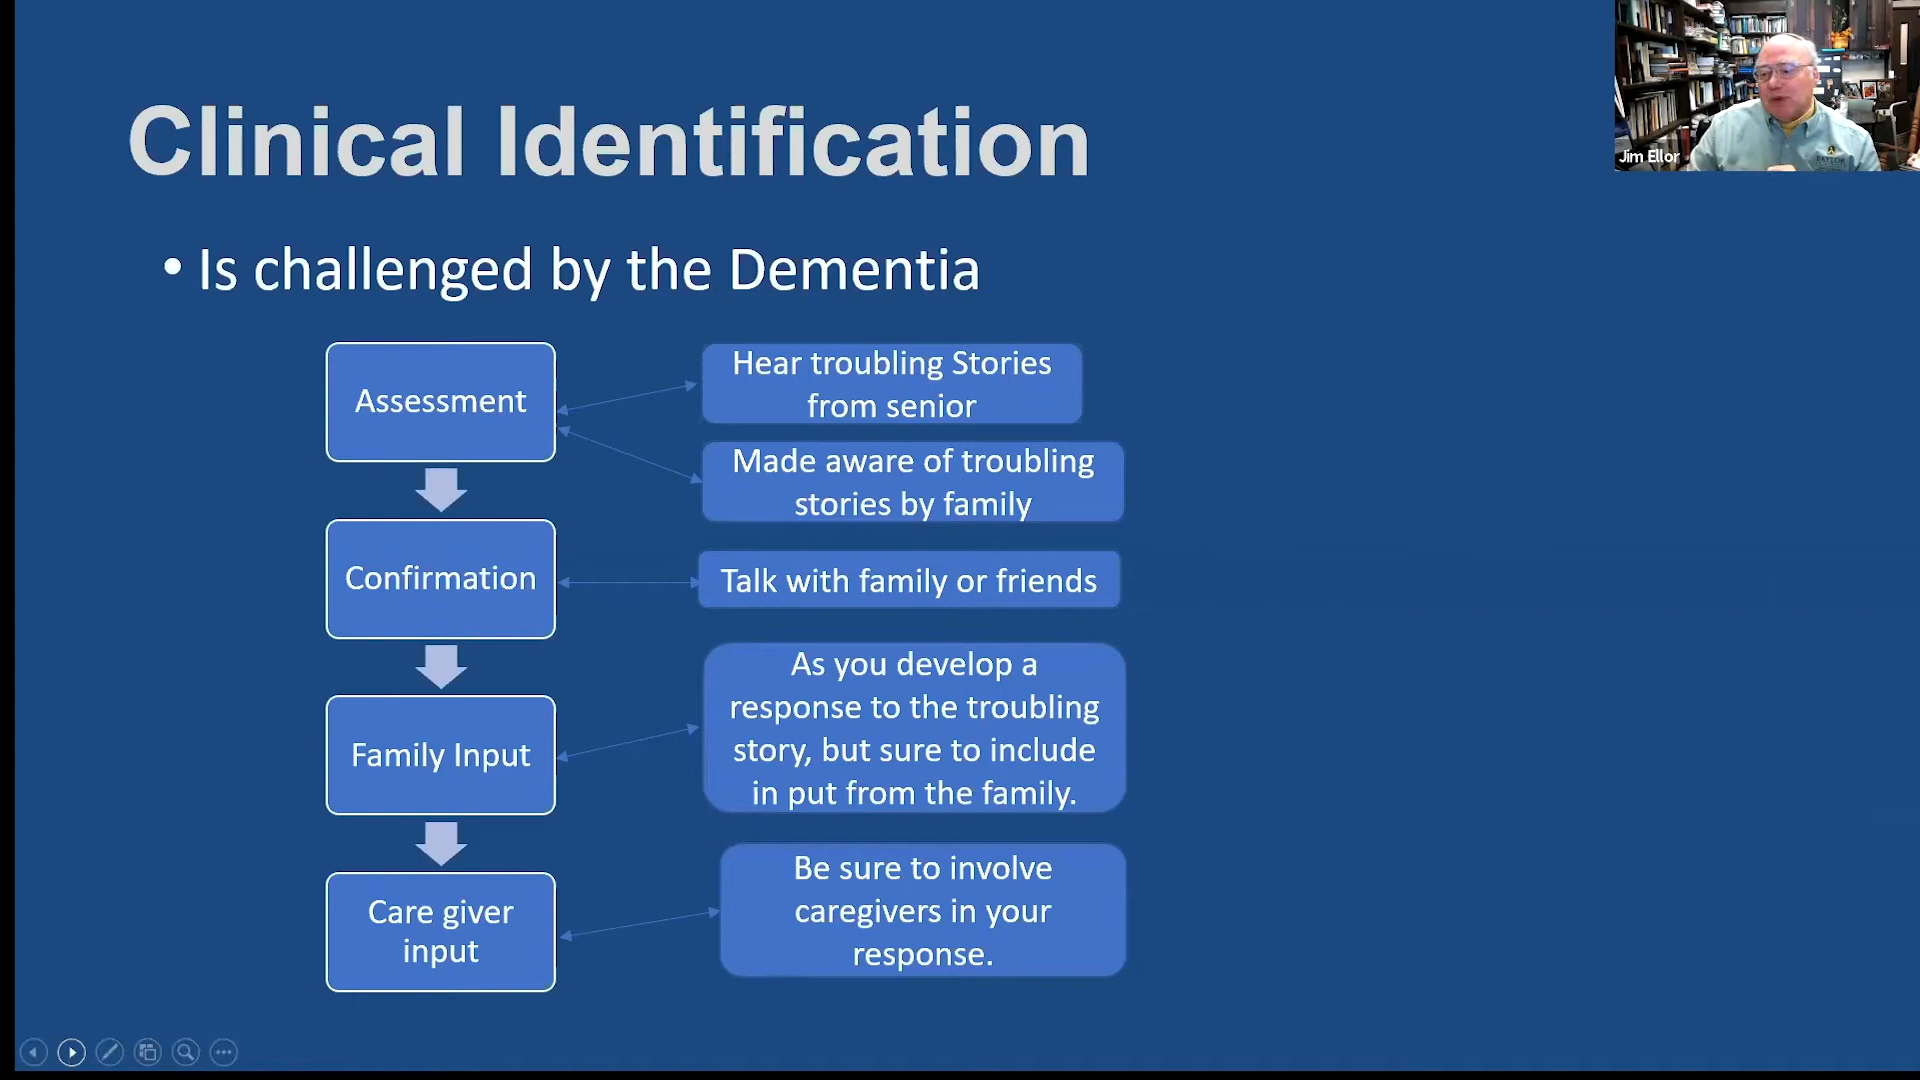 Clinical Identification
• Is challenged by the Dementia
Assessment
Hear troubling Stories
from senior
Made aware of troubling
stories by family
Confirmation
Talk with family or friends
Family Input
As you develop a
response to the troubling
story, but sure to include
in put from the family.
Care giver
input
Be sure to involve
caregivers in your
response.
Jim Ellor